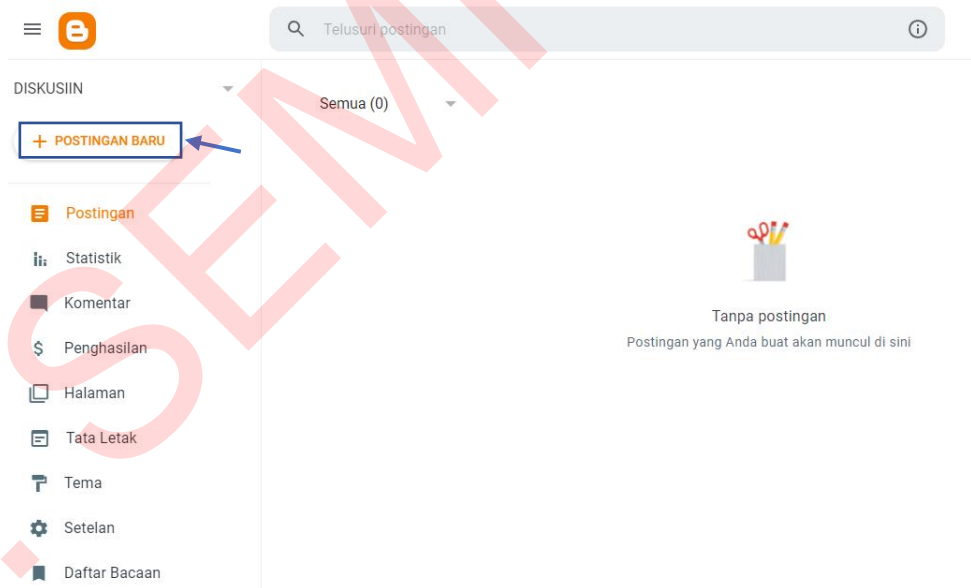 Telusuri postingan
DISKUSIIN
Semua (0)
+ POSTINGAN BARU
Postingan
Statistik
Komentar
Penghasilan
Halaman
Tata Letak
Tema
Setelan
Daftar Bacaan
Tanpa postingan
Postingan yang Anda buat akan muncul di sini